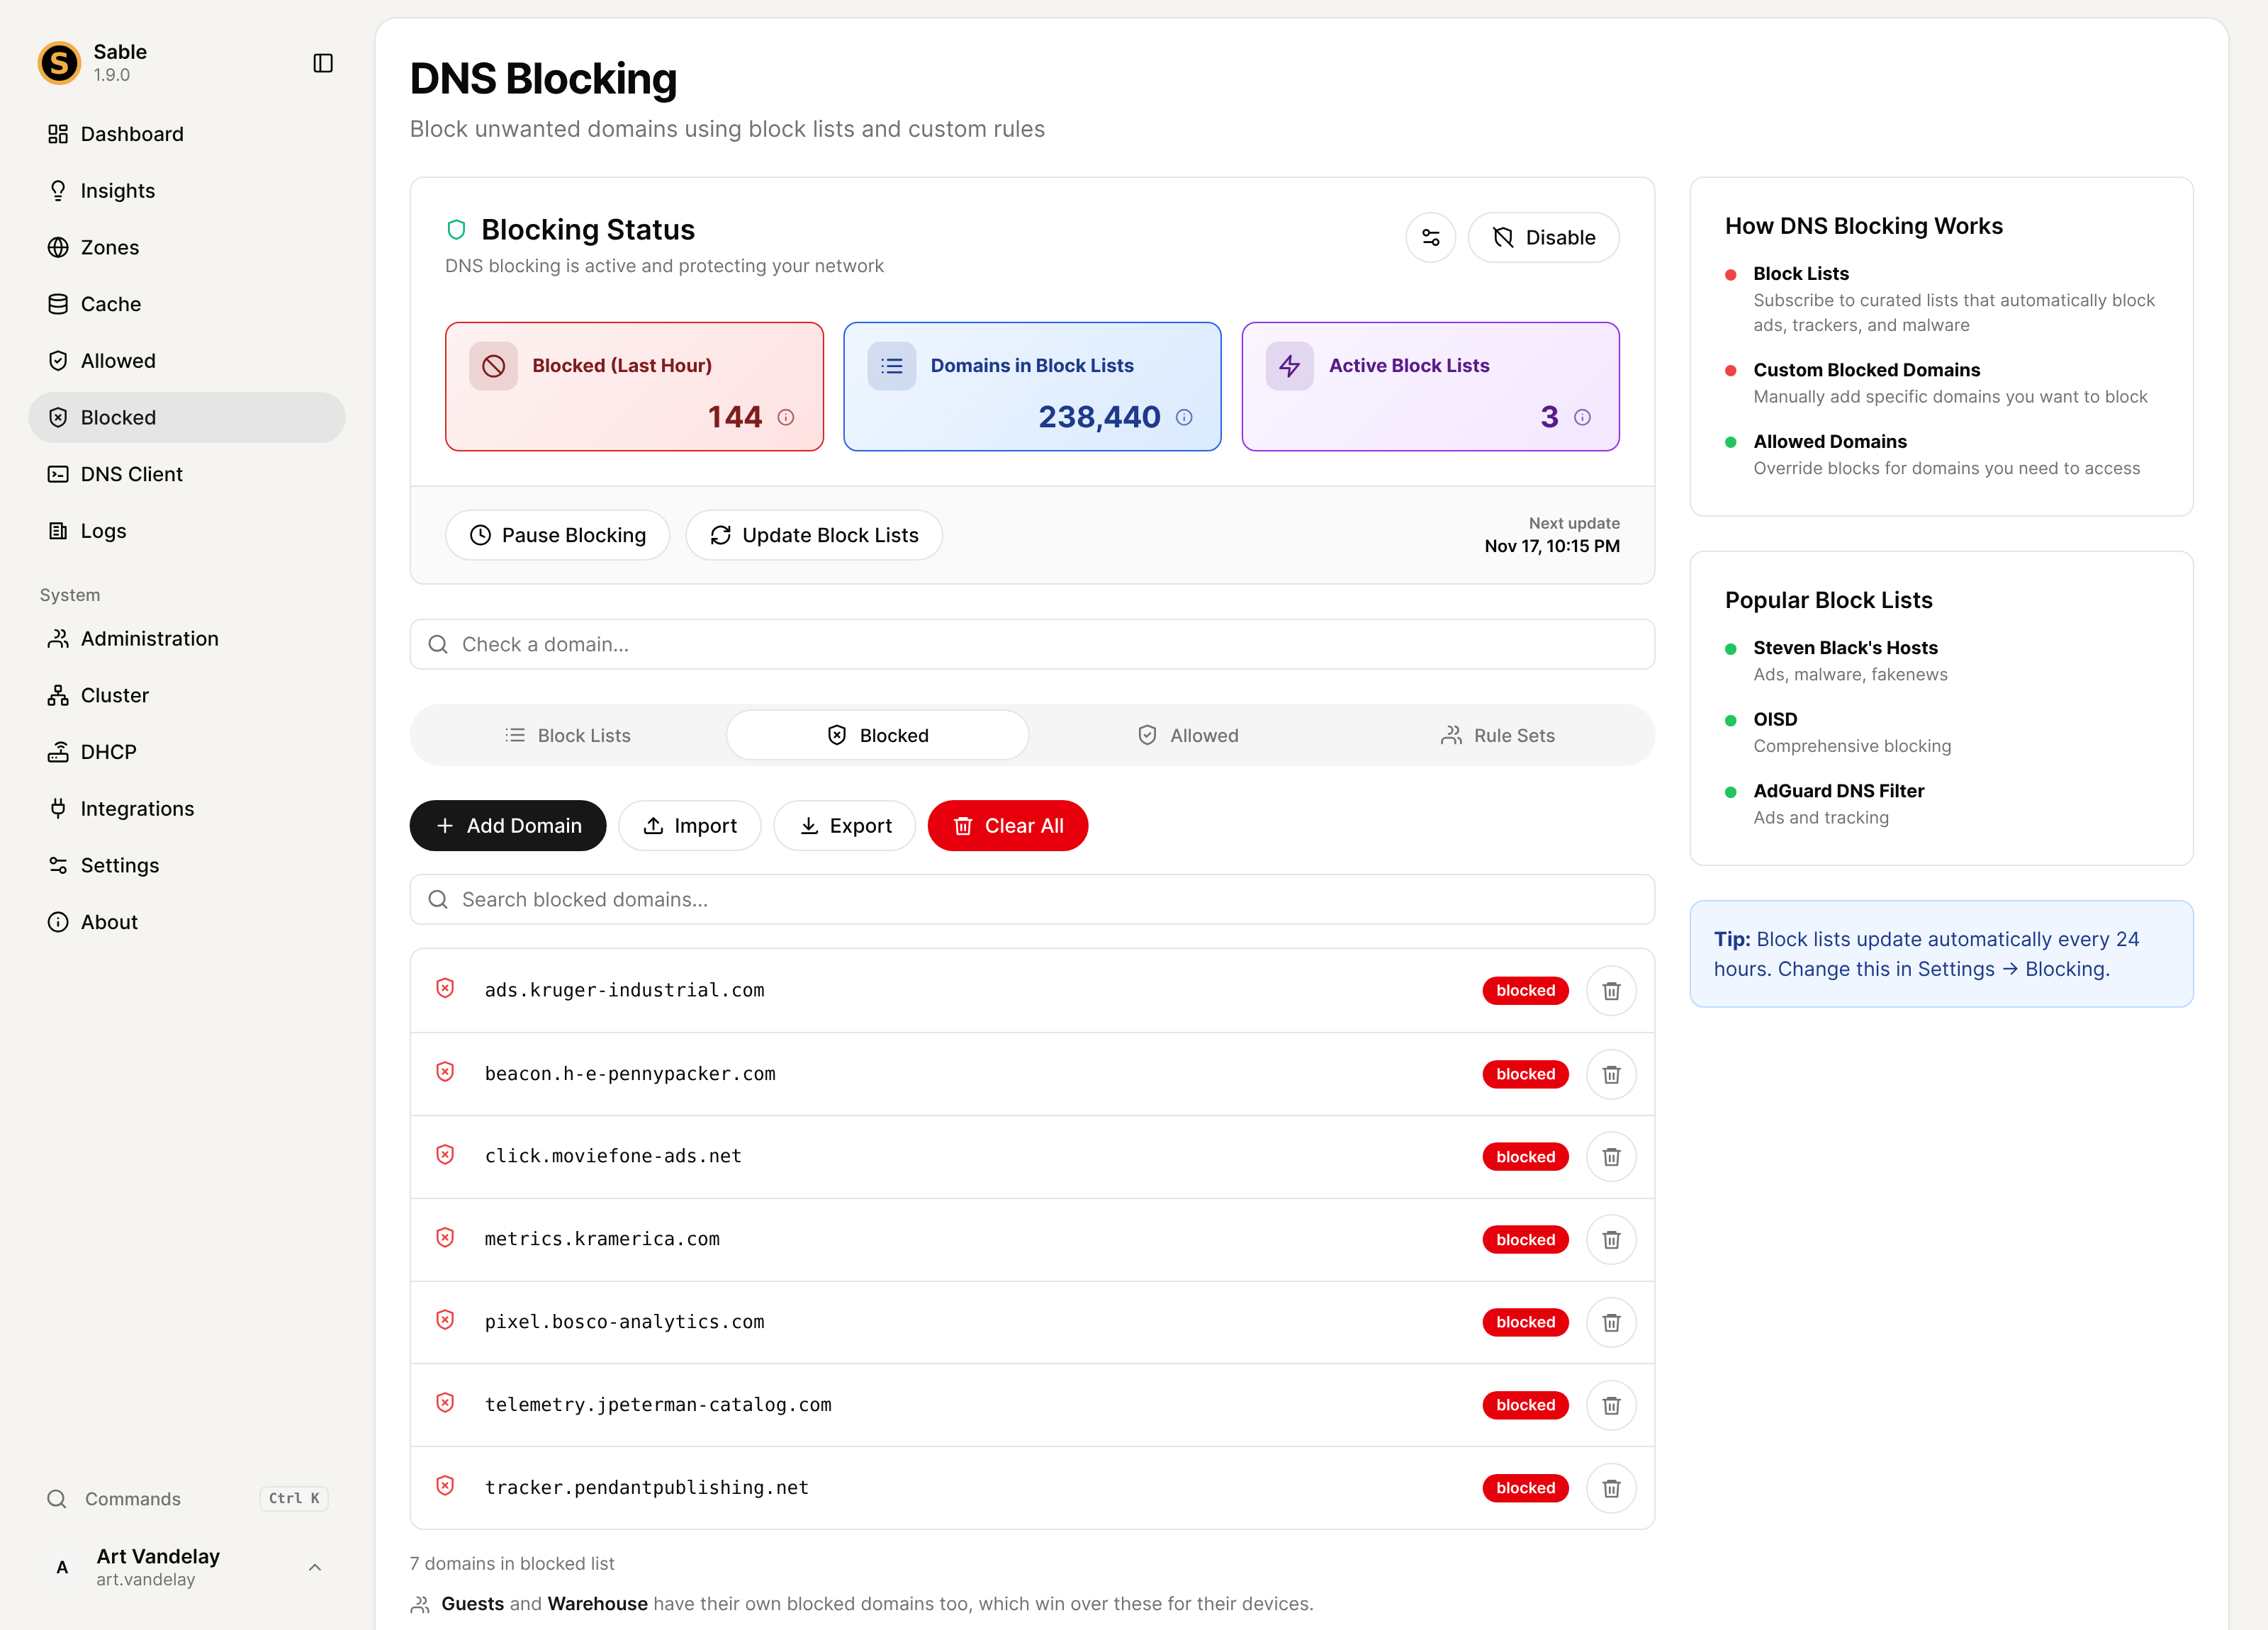 S
Sable
1.9.0
Dashboard
Insights
Zones
Cache
Allowed
Blocked
DNS Client
Logs
System
Administration
Cluster
DHCP
Integrations
Settings
About
Commands
Ctrl K
A
Art Vandelay
art.vandelay
DNS Blocking
Block unwanted domains using block lists and custom rules
Blocking Status
DNS blocking is active and protecting your network
Disable
Blocked (Last Hour)
144
Domains in Block Lists
238,440
Active Block Lists
3
Pause Blocking
Update Block Lists
Next update
Nov 17, 10:15 PM
Check a domain...
Block Lists
Blocked
Allowed
Rule Sets
Add Domain
Import
Export
Clear All
Search blocked domains...
ads.kruger-industrial.com
blocked
beacon.h-e-pennypacker.com
blocked
click.moviefone-ads.net
blocked
metrics.kramerica.com
blocked
pixel.bosco-analytics.com
blocked
telemetry.jpeterman-catalog.com
blocked
tracker.pendantpublishing.net
blocked
7 domains in blocked list
Guests and Warehouse have their own blocked domains too, which win over these for their devices.
How DNS Blocking Works
Block Lists
Subscribe to curated lists that automatically block
ads, trackers, and malware
Custom Blocked Domains
Manually add specific domains you want to block
Allowed Domains
Override blocks for domains you need to access
Popular Block Lists
Steven Black's Hosts
Ads, malware, fakenews
OISD
Comprehensive blocking
AdGuard DNS Filter
Ads and tracking
Tip: Block lists update automatically every 24
hours. Change this in Settings → Blocking.